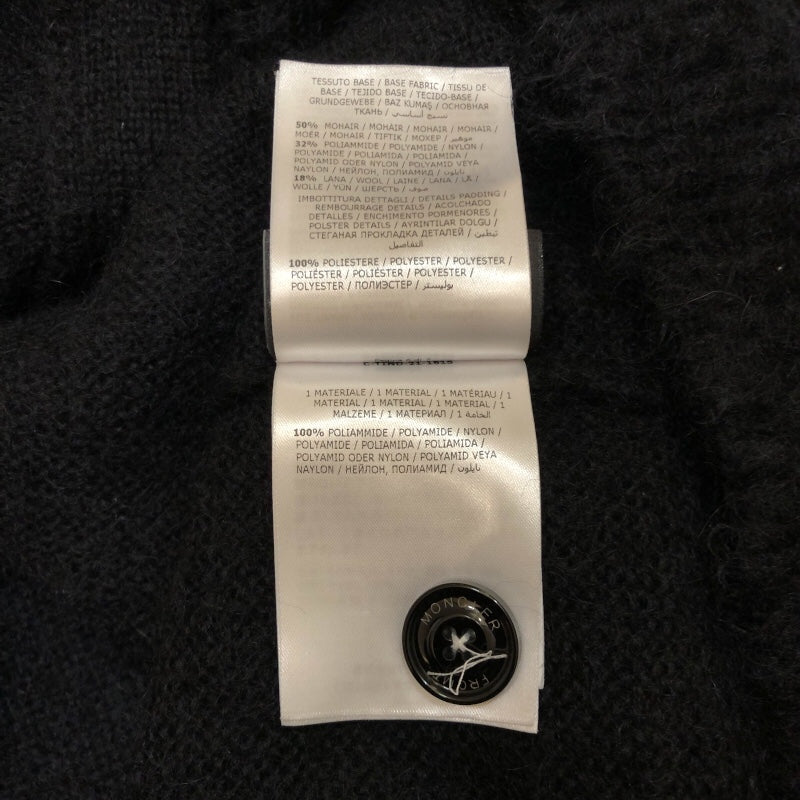 TESSUTO BASE / BASE FABRIC / TISSU DE
BASE / TEJIDO BASE / TECIDO-BASE /
GRUNDGEWEBE / BAZ KUMAŞ / ОСНОВНАЯ
ТКАНЬ / نسيج أساسي
50% MOHAIR / MOHAIR / MOHAIR / MOHAIR /
MOER / MOHAIR / TIFTIK / МОХЕР / موهير
32% POLIAMMIDE / POLYAMIDE / NYLON /
POLYAMIDE / POLIAMIDA / POLIAMIDA /
POLYAMID ODER NYLON / POLYAMID VEYA
NAYLON / НЕЙЛОН, ПОЛИАМИД / نايلون
18% LANA / WOOL / LAINE / LANA / LÃ /
WOLLE / YÜN / ШЕРСТЬ / صوف
IMBOTTITURA DETTAGLI / DETAILS PADDING /
REMBOURRAGE DETAILS / ACOLCHADO
DETALLES / ENCHIMENTO PORMENORES /
POLSTER DETAILS / AYRINTILAR DOLGU /
СТЕГАНАЯ ПРОКЛАДКА ДЕТАЛЕЙ / تبطين
التفاصيل
100% POLIESTERE / POLYESTER / POLYESTER /
POLIÉSTER / POLIÉSTER / POLYESTER /
POLYESTER / ПОЛИЭСТЕР / بوليستر
1 MATERIALE / 1 MATERIAL / 1 MATÉRIAU / 1
MATERIAL / 1 MATERIAL / 1 MATERIAL / 1
MALZEME / 1 МАТЕРИАЛ / 1 الخامة
100% POLIAMMIDE / POLYAMIDE / NYLON /
POLYAMIDE / POLIAMIDA / POLIAMIDA /
POLYAMID ODER NYLON / POLYAMID VEYA
NAYLON / НЕЙЛОН, ПОЛИАМИД / نايلون
MONCLER